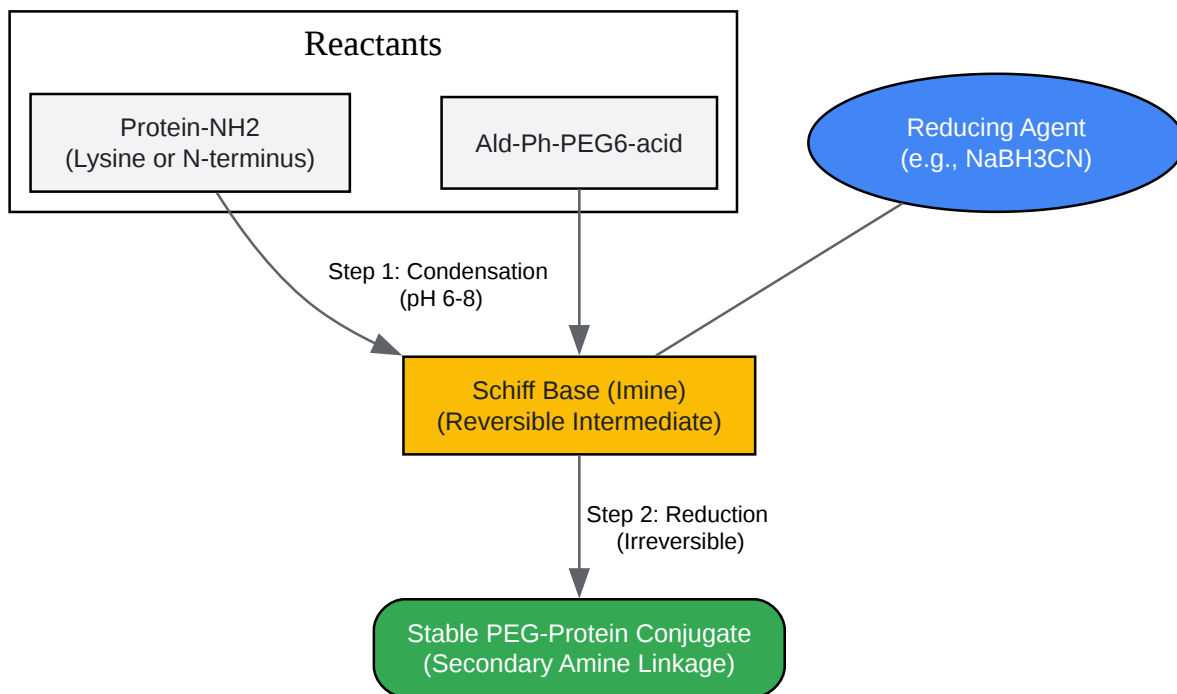 Reactants
Protein-NH2
(Lysine or N-terminus)
Ald-Ph-PEG6-acid
Reducing Agent
(e.g., NaBH3CN)
Step 1: Condensation
(pH 6-8)
Schiff Base (Imine)
(Reversible Intermediate)
Step 2: Reduction
(Irreversible)
Stable PEG-Protein Conjugate
(Secondary Amine Linkage)